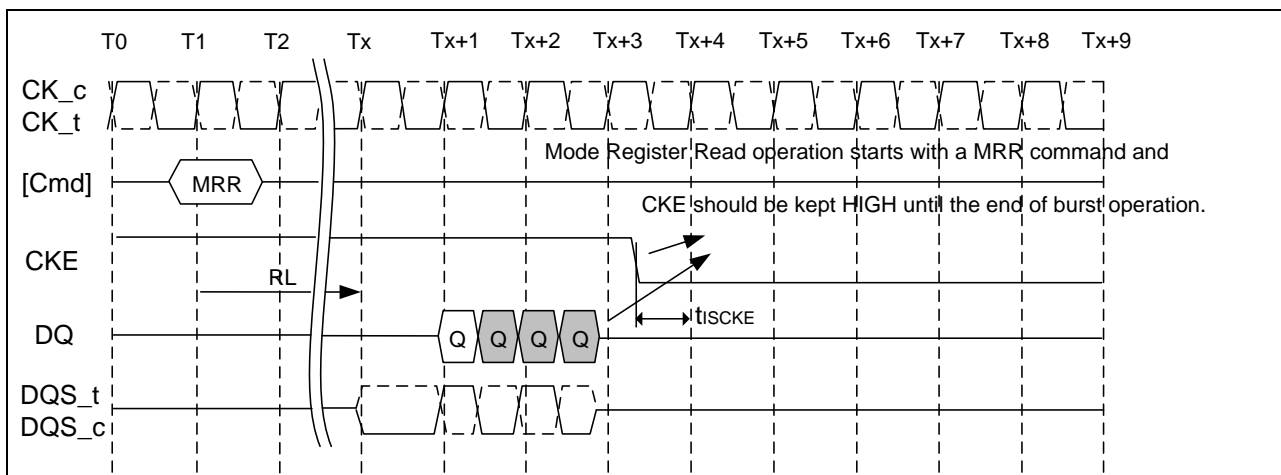 T0 T1 T2 Tx Tx+1 Tx+2 Tx+3 Tx+4 Tx+5 Tx+6 Tx+7 Tx+8 Tx+9
CK_c
CK_t
Mode Register Read operation starts with a MRR command and
[Cmd] MRR
CKE should be kept HIGH until the end of burst operation.
CKE
RL
tISCKE
DQ Q Q Q Q
DQS_t
DQS_c